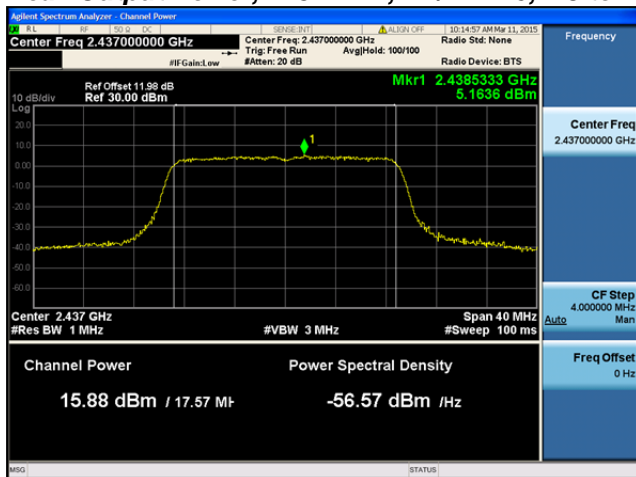 Agilent Spectrum Analyzer - Channel Power
RL RF 50 Ω DC SENSE:INT ALIGN OFF 10:14:57 AM Mar 11, 2015
Center Freq 2.437000000 GHz
Center Freq: 2.437000000 GHz
Radio Std: None
Trig: Free Run Avg|Hold: 100/100
#IFGain:Low #Atten: 20 dB Radio Device: BTS
Ref Offset 11.98 dB
10 dB/div Ref 30.00 dBm
Mkr1 2.4385333 GHz
5.1636 dBm
Log
20.0
10.0
0.00
-10.0
-20.0
-30.0
-40.0
-50.0
-60.0
1
Center 2.437 GHz Span 40 MHz
#Res BW 1 MHz #VBW 3 MHz #Sweep 100 ms
Channel Power Power Spectral Density
15.88 dBm / 17.57 MH -56.57 dBm /Hz
Frequency
Center Freq
2.437000000 GHz
CF Step
4.000000 MHz
Auto Man
Freq Offset
0 Hz
MSG STATUS